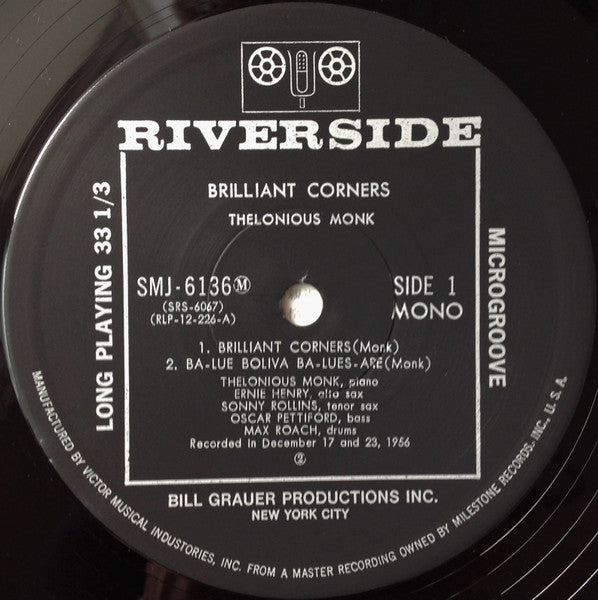 RIVERSIDE
BRILLIANT CORNERS
THELONIOUS MONK
LONG PLAYING 33 1/3
MICROGROOVE
SMJ-6136 Ⓜ
(SRS-6067)
(RLP-12-226-A)
SIDE 1
MONO
1. BRILLIANT CORNERS(Monk)
2. BA-LUE BOLIVA BA-LUES-ARE(Monk)
THELONIOUS MONK, piano
ERNIE HENRY, alto sax
SONNY ROLLINS, tenor sax
OSCAR PETTIFORD, bass
MAX ROACH, drums
Recorded in December 17 and 23, 1956
②
BILL GRAUER PRODUCTIONS INC.
NEW YORK CITY
MANUFACTURED BY VICTOR MUSICAL INDUSTORIES, INC. FROM A MASTER RECORDING OWNED BY MILESTONE RECORDS. INC., U. S. A.